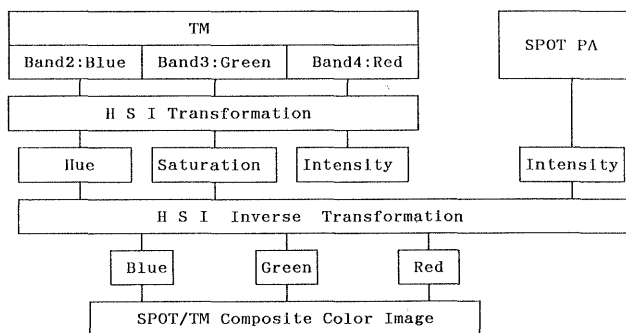 TM
Band2:Blue Band3:Green Band4:Red
SPOT PA
H S I Transformation
Hue Saturation Intensity Intensity
H S I Inverse Transformation
Blue Green Red
SPOT/TM Composite Color Image